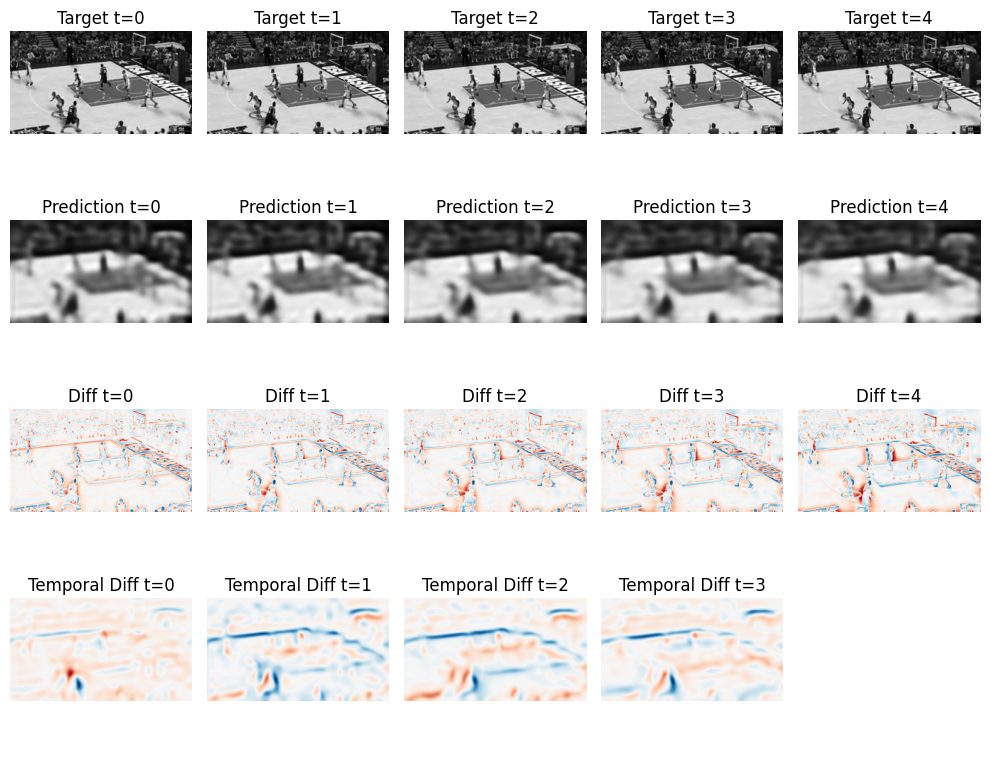 Target t=0
Target t=1
Target t=2
Target t=3
Target t=4
Prediction t=0
Prediction t=1
Prediction t=2
Prediction t=3
Prediction t=4
Diff t=0
Diff t=1
Diff t=2
Diff t=3
Diff t=4
Temporal Diff t=0
Temporal Diff t=1
Temporal Diff t=2
Temporal Diff t=3